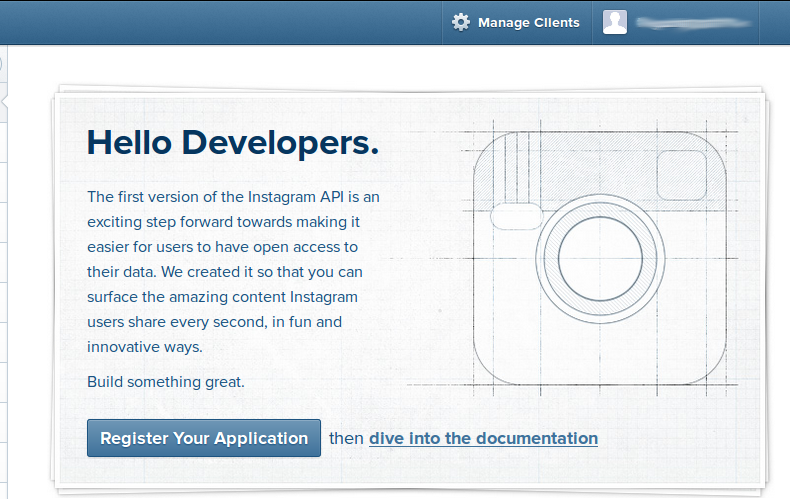 Manage Clients
Hello Developers.
The first version of the Instagram API is an
exciting step forward towards making it
easier for users to have open access to
their data. We created it so that you can
surface the amazing content Instagram
users share every second, in fun and
innovative ways.
Build something great.
Register Your Application then dive into the documentation